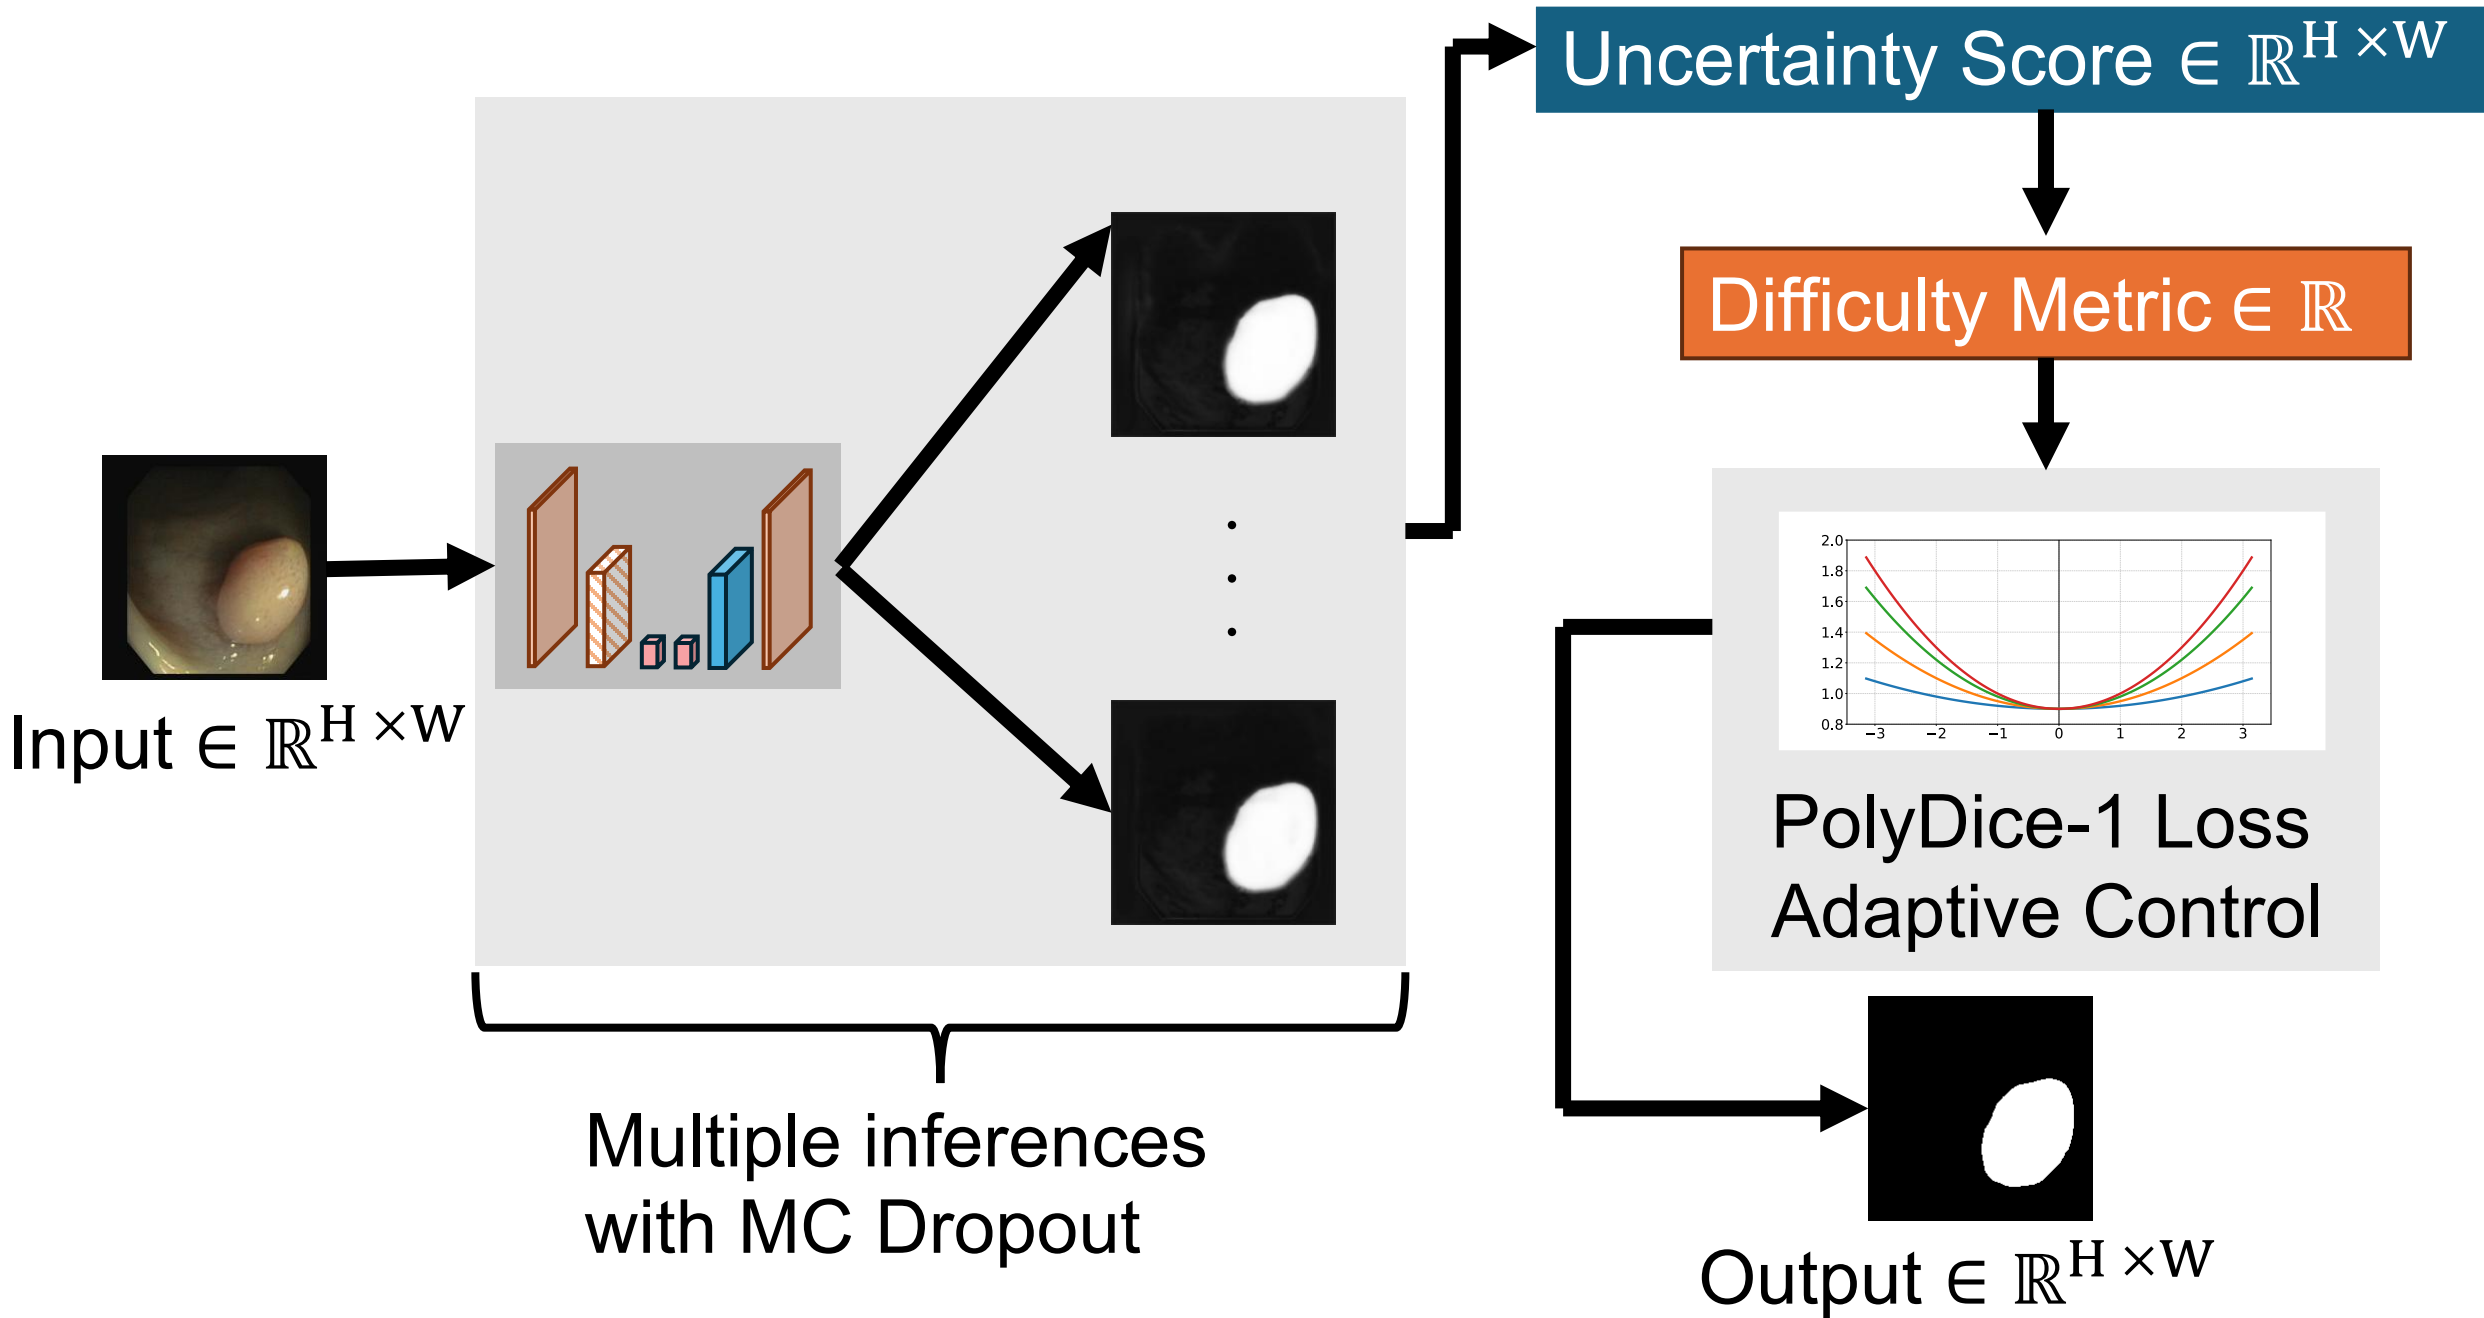 Uncertainty Score ∈ ℝ^{H ×W}
Difficulty Metric ∈ ℝ
Input ∈ ℝ^{H ×W}
2.0
1.8
1.6
1.4
1.2
1.0
0.8
−3 −2 −1 0 1 2 3
PolyDice-1 Loss
Adaptive Control
Multiple inferences
with MC Dropout
Output ∈ ℝ^{H ×W}